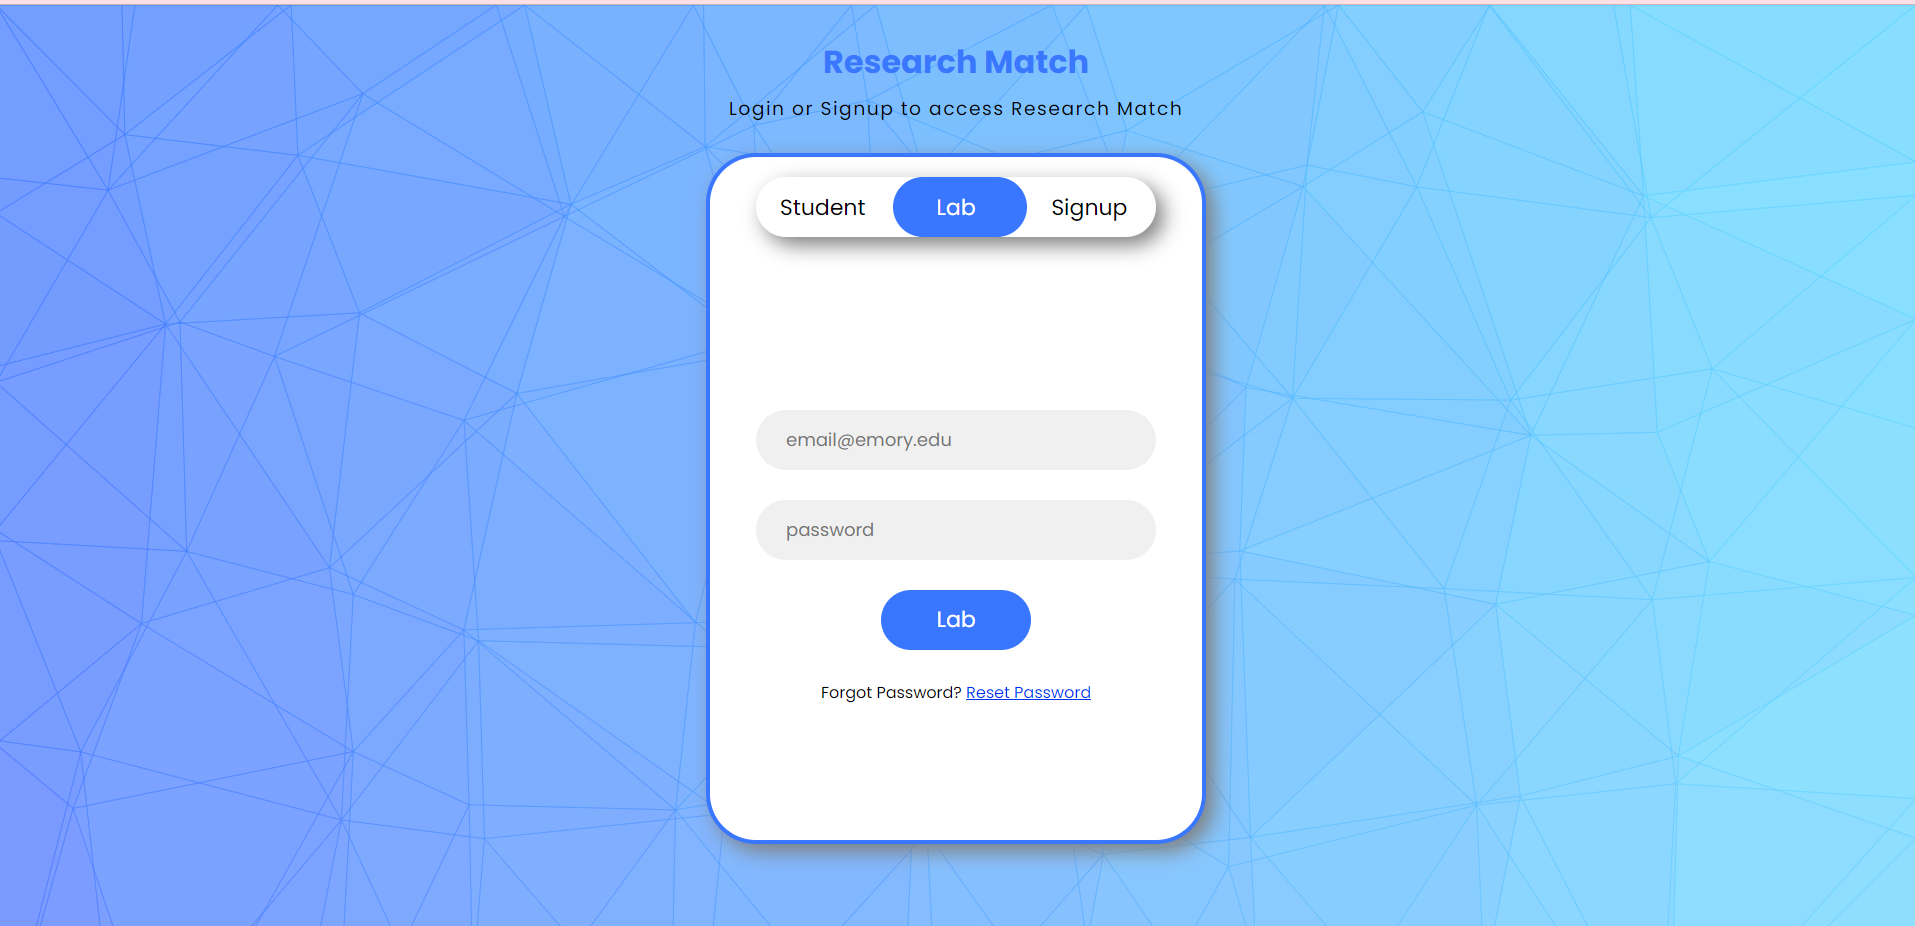 Research Match
Login or Signup to access Research Match
Student Lab Signup
email@emory.edu
password
Lab
Forgot Password? Reset Password